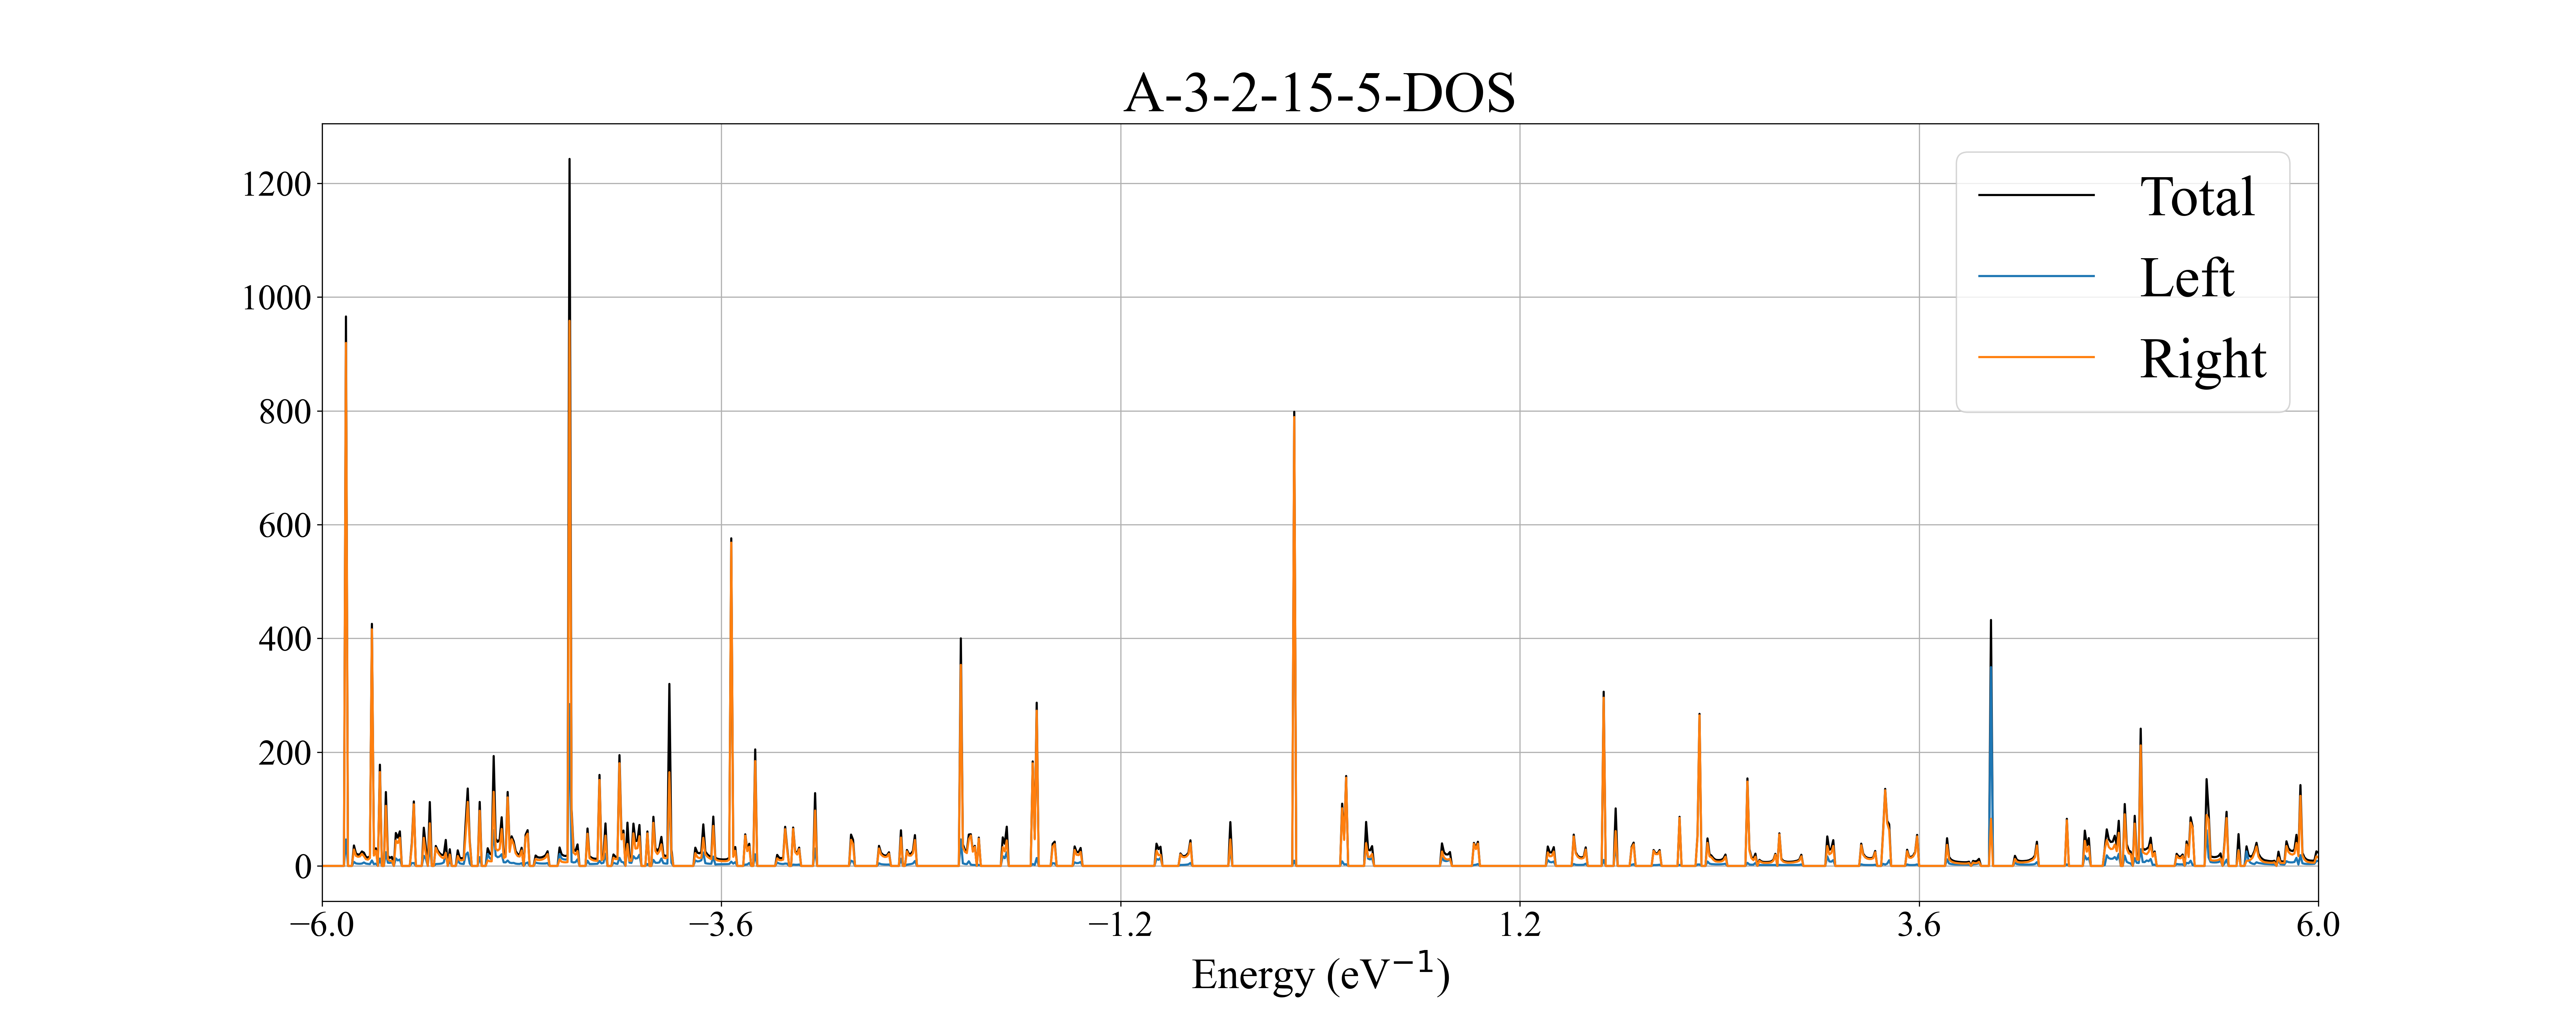 A-3-2-15-5-DOS
1200
1000
800
600
400
200
0
Total
Left
Right
−6.0 −3.6 −1.2 1.2 3.6 6.0
Energy (eV⁻¹)